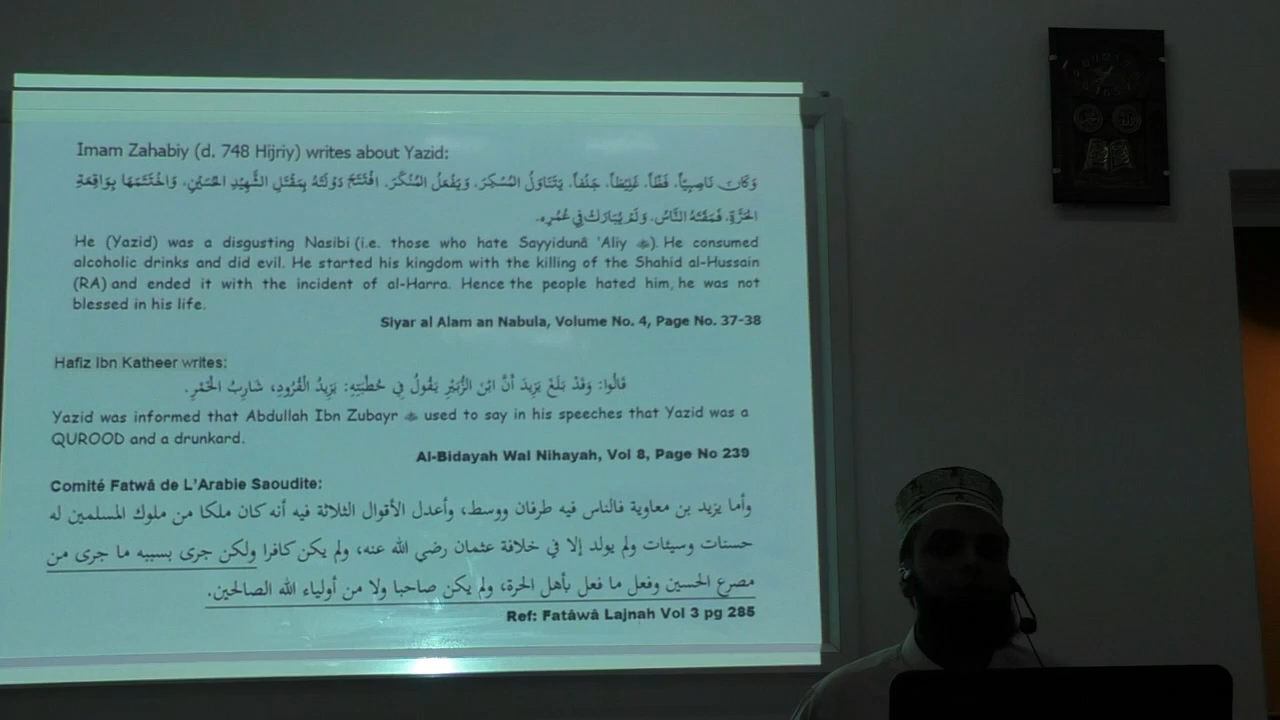 Imam Zahabiy (d. 748 Hijriy) writes about Yazid:
وَكَانَ نَاصِبِيّاً، فَظّاً، غَلِيْظاً، جَلْفاً، يَتَنَاوَلُ المُسْكِرَ، وَيَفْعَلُ المُنْكَرَ، افْتَتَحَ دَوْلَتَهُ بِمَقْتَلِ الشَّهِيْدِ الحُسَيْنِ، وَاخْتَتَمَهَا بِوَاقِعَةِ
الحَرَّةِ، فَمَقَتَهُ النَّاسُ، وَلَمْ يُبَارَكْ فِي عُمُرِهِ.
He (Yazid) was a disgusting Nasibi (i.e. those who hate Sayyidunâ 'Aliy). He consumed
alcoholic drinks and did evil. He started his kingdom with the killing of the Shahid al-Hussain
(RA) and ended it with the incident of al-Harra. Hence the people hated him, he was not
blessed in his life.
Siyar al Alam an Nabula, Volume No. 4, Page No. 37-38
Hafiz Ibn Katheer writes:
قَالُوا: وَقَدْ بَلَغَ يَزِيدَ أَنَّ ابْنَ الزُّبَيْرِ يَقُولُ فِي خُطْبَتِهِ: يَزِيدُ الْقُرُودِ، شَارِبُ الْخَمْرِ.
Yazid was informed that Abdullah Ibn Zubayr used to say in his speeches that Yazid was a
QUROOD and a drunkard.
Al-Bidayah Wal Nihayah, Vol 8, Page No 239
Comité Fatwâ de L'Arabie Saoudite:
وأما يزيد بن معاوية فالناس فيه طرفان ووسط، وأعدل الأقوال الثلاثة فيه أنه كان ملكا من ملوك المسلمين له
حسنات وسيئات ولم يولد إلا في خلافة عثمان رضي الله عنه، ولم يكن كافرا ولكن جرى بسببه ما جرى من
مصرع الحسين وفعل ما فعل بأهل الحرة، ولم يكن صاحبا ولا من أولياء الله الصالحين.
Ref: Fatâwâ Lajnah Vol 3 pg 285